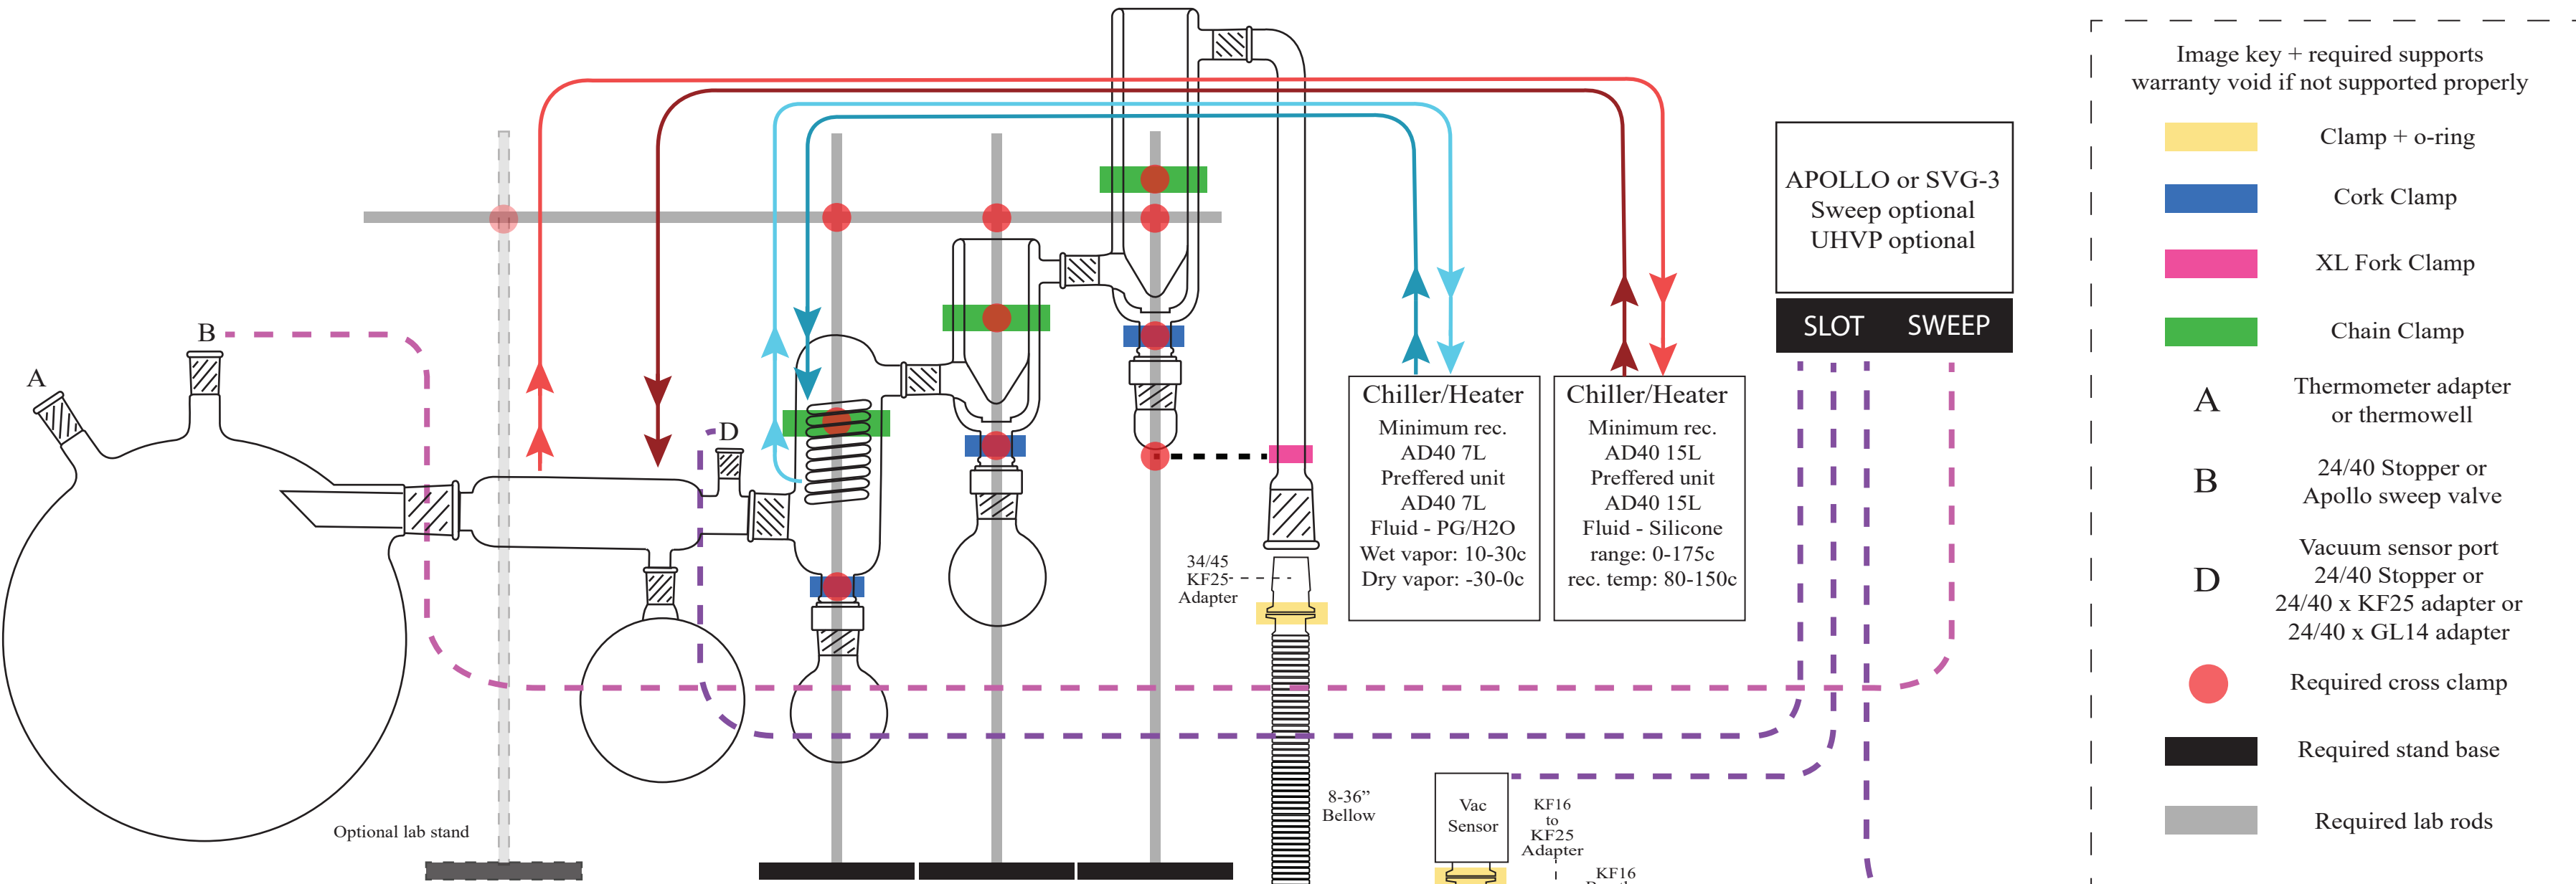 A
B
D
Optional lab stand
34/45
KF25
Adapter
8-36”
Bellow
Chiller/Heater
Minimum rec.
AD40 7L
Preffered unit
AD40 7L
Fluid - PG/H2O
Wet vapor: 10-30c
Dry vapor: -30-0c
Chiller/Heater
Minimum rec.
AD40 15L
Preffered unit
AD40 15L
Fluid - Silicone
range: 0-175c
rec. temp: 80-150c
APOLLO or SVG-3
Sweep optional
UHVP optional
SLOT SWEEP
Vac
Sensor
KF16
to
KF25
Adapter
KF16
Image key + required supports
warranty void if not supported properly
Clamp + o-ring
Cork Clamp
XL Fork Clamp
Chain Clamp
A
Thermometer adapter
or thermowell
B
24/40 Stopper or
Apollo sweep valve
D
Vacuum sensor port
24/40 Stopper or
24/40 x KF25 adapter or
24/40 x GL14 adapter
Required cross clamp
Required stand base
Required lab rods